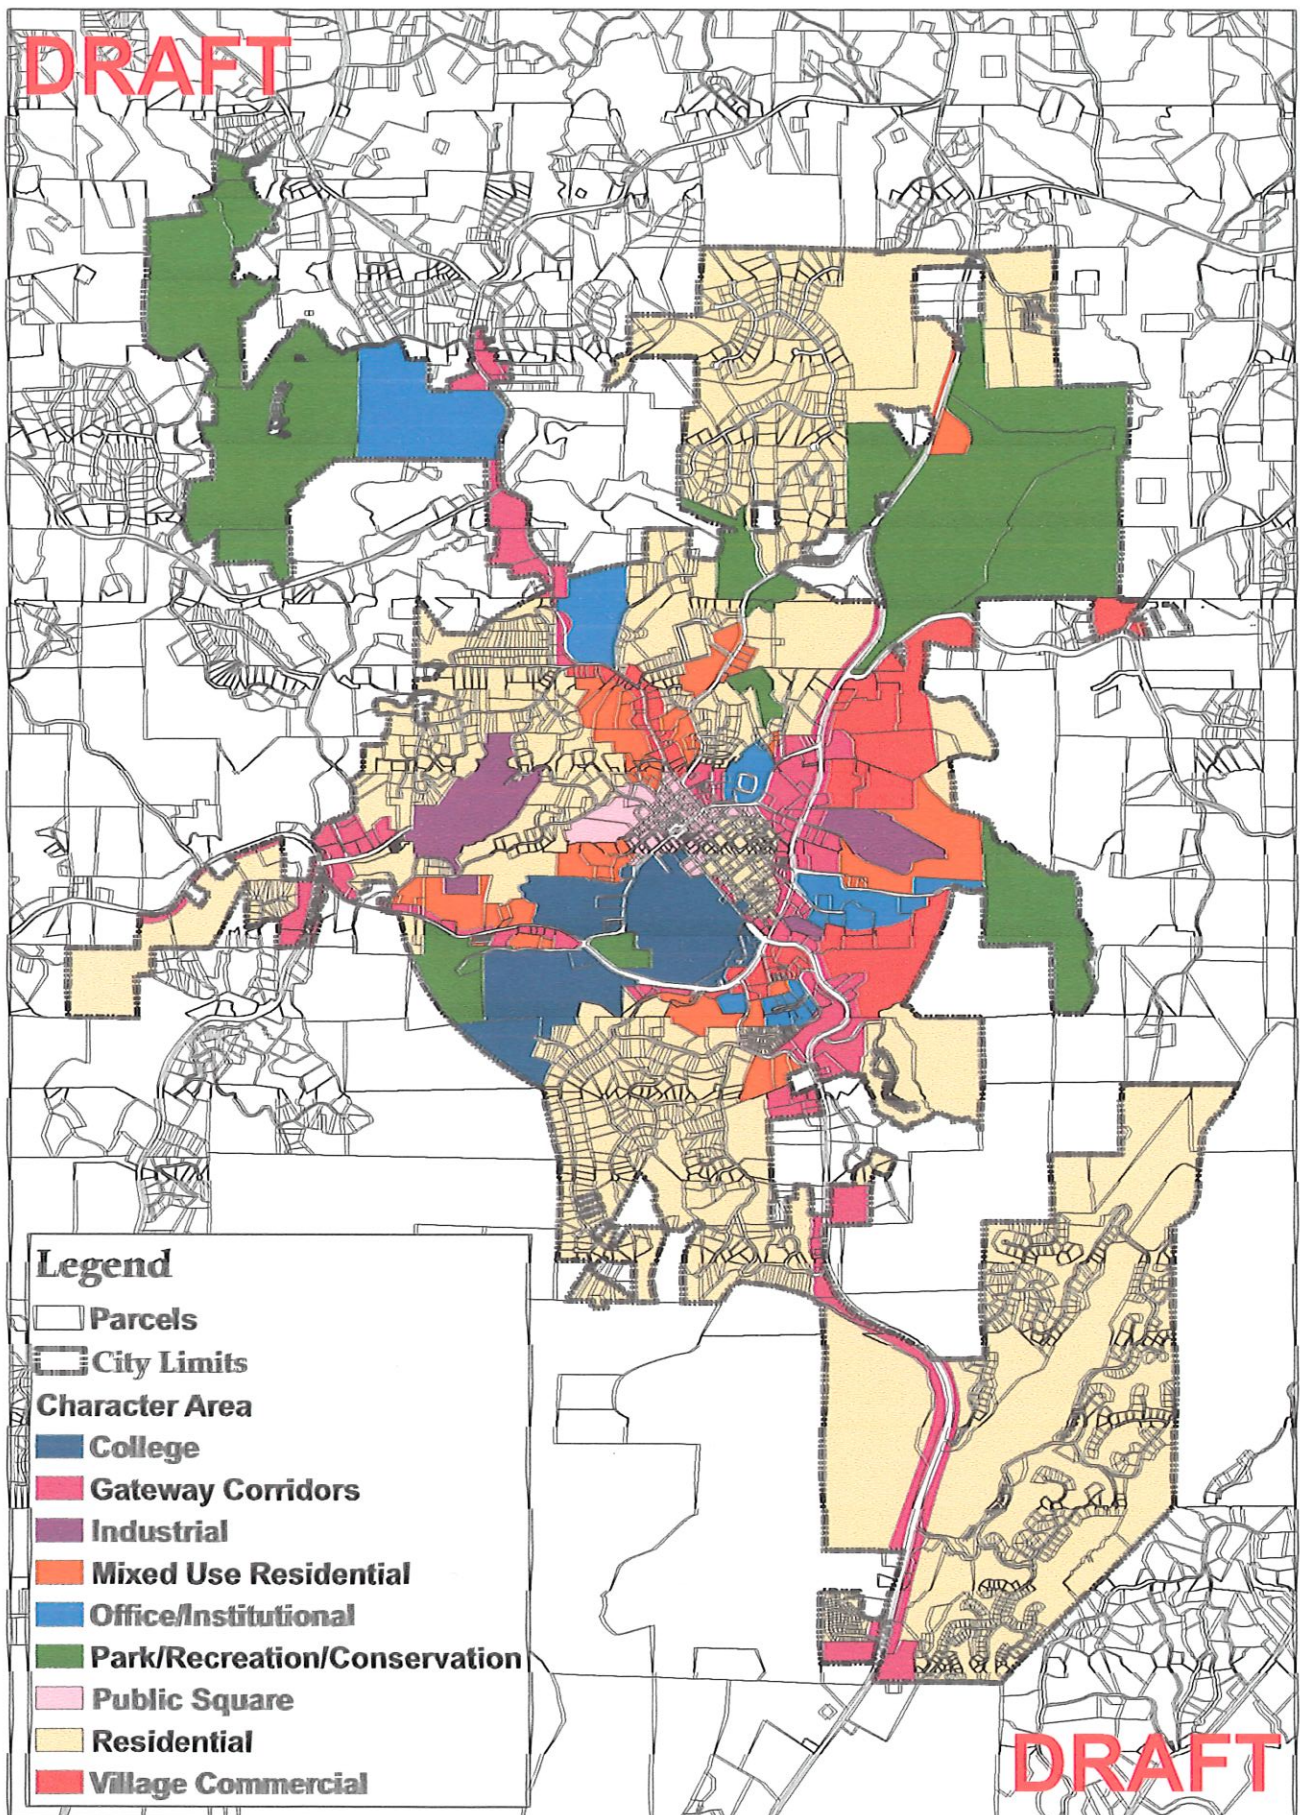 DRAFT
Legend
Parcels
City Limits
Character Area
College
Gateway Corridors
Industrial
Mixed Use Residential
Office/Institutional
Park/Recreation/Conservation
Public Square
Residential
Village Commercial
DRAFT